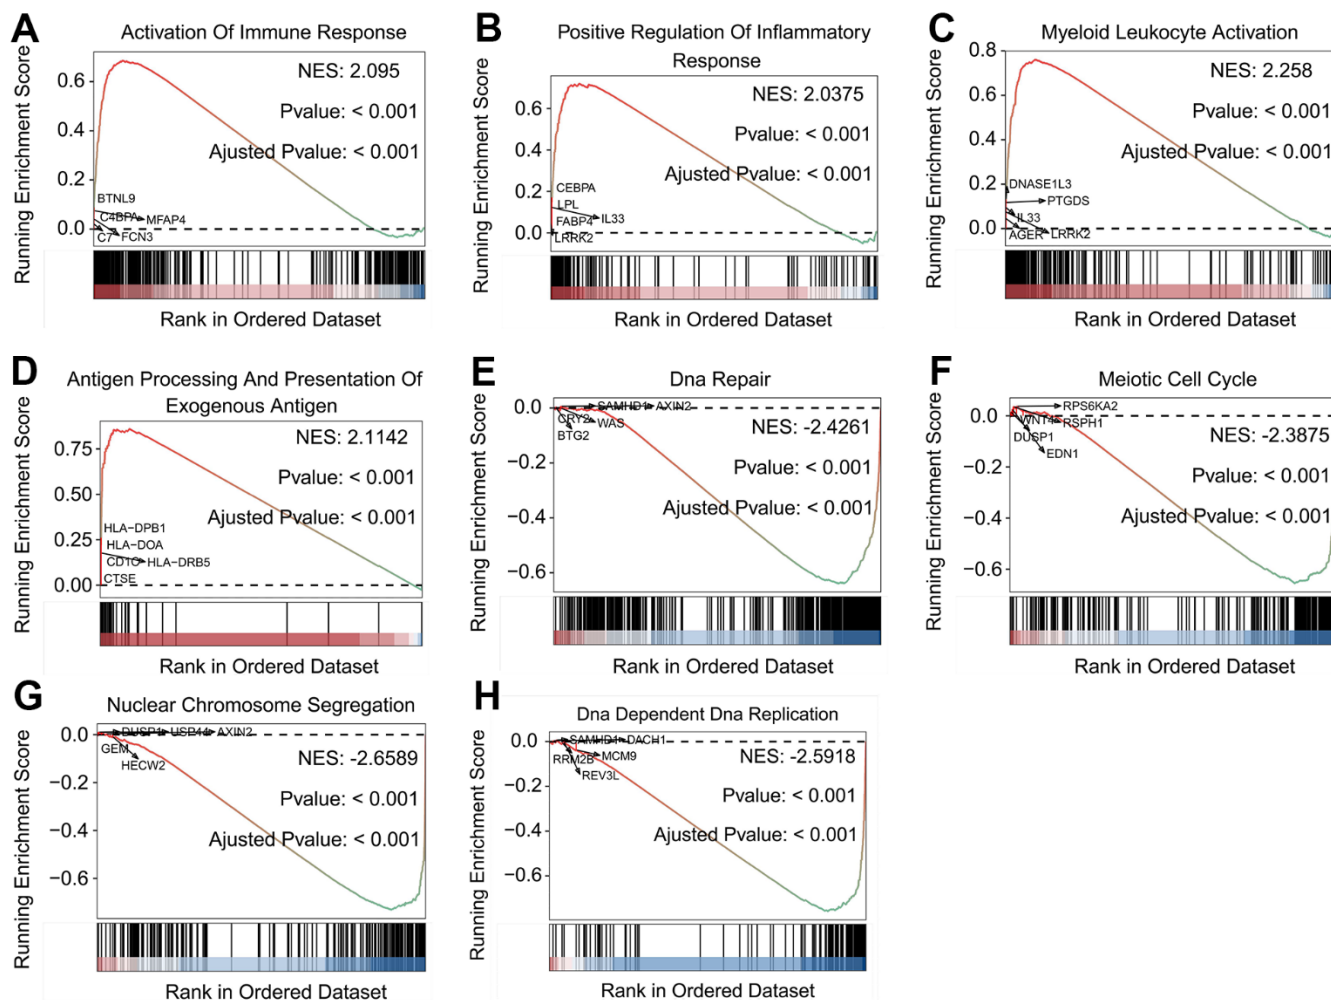 A
Activation Of Immune Response
Running Enrichment Score
0.6
0.4
0.2
0.0
NES: 2.095
Pvalue: < 0.001
Ajusted Pvalue: < 0.001
BTNL9
C4BPA
MFAP4
C7
FCN3
Rank in Ordered Dataset
B
Positive Regulation Of Inflammatory
Response
Running Enrichment Score
0.6
0.4
0.2
0.0
NES: 2.0375
Pvalue: < 0.001
Ajusted Pvalue: < 0.001
CEBPA
LPL
FABP4
IL33
LRRK2
Rank in Ordered Dataset
C
Myeloid Leukocyte Activation
Running Enrichment Score
0.8
0.6
0.4
0.2
0.0
NES: 2.258
Pvalue: < 0.001
Ajusted Pvalue: < 0.001
DNASE1L3
PTGDS
IL33
AGER
LRRK2
Rank in Ordered Dataset
D
Antigen Processing And Presentation Of
Exogenous Antigen
Running Enrichment Score
0.75
0.50
0.25
0.00
NES: 2.1142
Pvalue: < 0.001
Ajusted Pvalue: < 0.001
HLA-DPB1
HLA-DOA
HLA-DRB5
CTSE
Rank in Ordered Dataset
E
Dna Repair
Running Enrichment Score
0.0
−0.2
−0.4
−0.6
SAMHD1
AXIN2
CRY2
WAS
BTG2
NES: -2.4261
Pvalue: < 0.001
Ajusted Pvalue: < 0.001
Rank in Ordered Dataset
F
Meiotic Cell Cycle
Running Enrichment Score
0.0
−0.2
−0.4
−0.6
RPS6KA2
WNT4
RSPH1
DUSP1
EDN1
NES: -2.3875
Pvalue: < 0.001
Ajusted Pvalue: < 0.001
Rank in Ordered Dataset
G
Nuclear Chromosome Segregation
Running Enrichment Score
0.0
−0.2
−0.4
−0.6
DUSP1
USP44
AXIN2
GEM
HECW2
NES: -2.6589
Pvalue: < 0.001
Ajusted Pvalue: < 0.001
Rank in Ordered Dataset
H
Dna Dependent Dna Replication
Running Enrichment Score
0.0
−0.2
−0.4
−0.6
SAMHD1
DACH1
RRM2B
MCM9
REV3L
NES: -2.5918
Pvalue: < 0.001
Ajusted Pvalue: < 0.001
Rank in Ordered Dataset